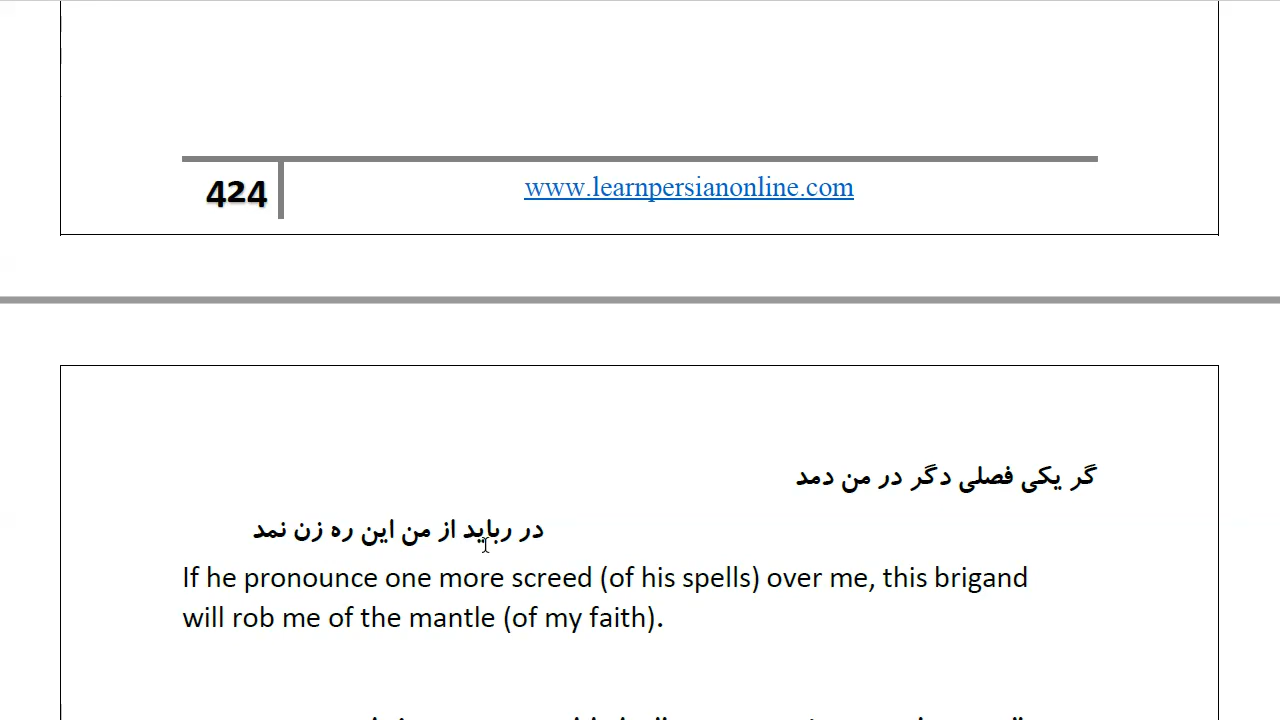 424
www.learnpersianonline.com
گر یکی فصلی دگر در من دمد
در رباید از من این ره زن نمد
If he pronounce one more screed (of his spells) over me, this brigand
will rob me of the mantle (of my faith).